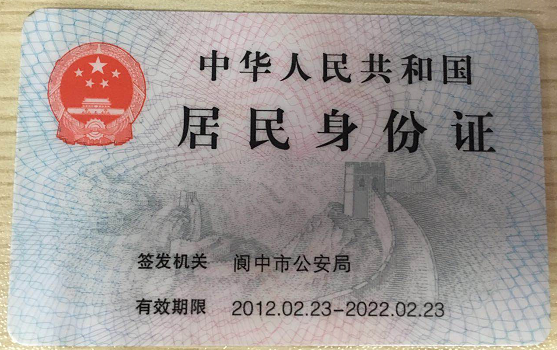 中华人民共和国
居民身份证
签发机关 阆中市公安局
有效期限 2012.02.23-2022.02.23